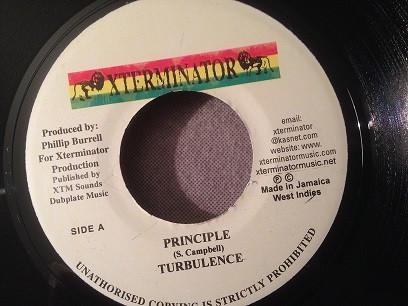 XTERMINATOR
Produced by:
Phillip Burrell
For Xterminator
Production
Published by
XTM Sounds
Dubplate Music
SIDE A
email:
xterminator
@kasnet.com
website: www.
xterminatormusic.com
xterminatormusic.net
Ⓟ ©
Made in Jamaica
West Indies
PRINCIPLE
(S. Campbell)
TURBULENCE
UNATHORISED COPYING IS STRICTLY PROHIBITED